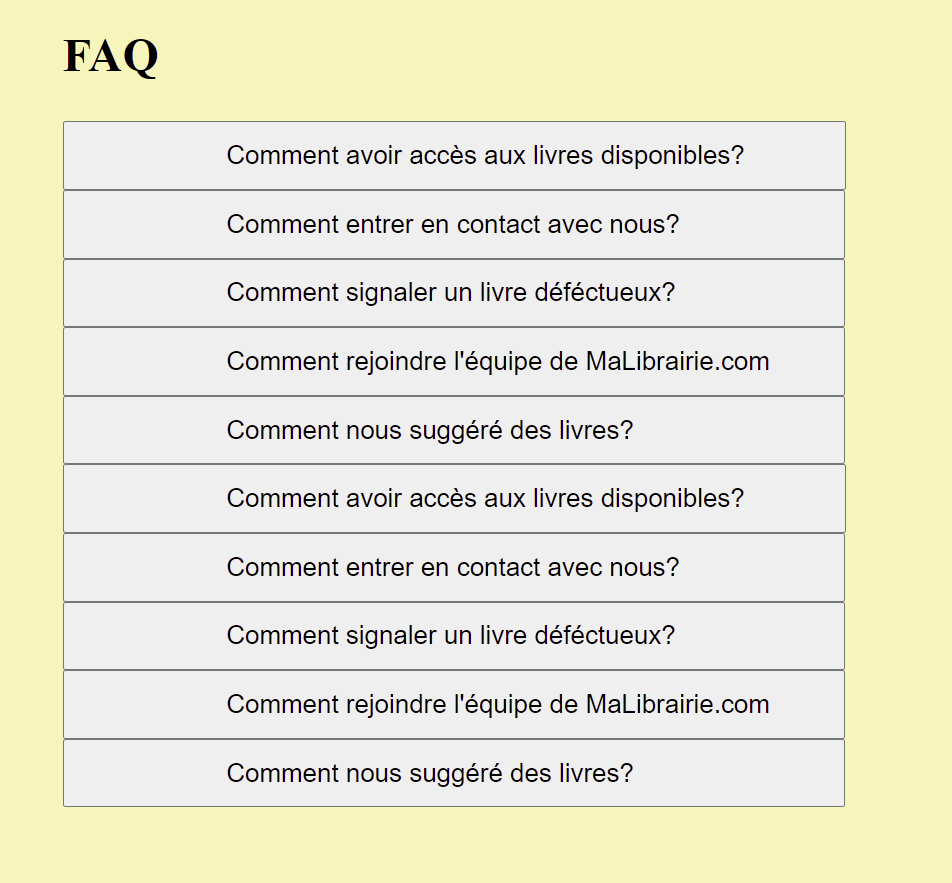 FAQ
Comment avoir accès aux livres disponibles?
Comment entrer en contact avec nous?
Comment signaler un livre déféctueux?
Comment rejoindre l'équipe de MaLibrairie.com
Comment nous suggéré des livres?
Comment avoir accès aux livres disponibles?
Comment entrer en contact avec nous?
Comment signaler un livre déféctueux?
Comment rejoindre l'équipe de MaLibrairie.com
Comment nous suggéré des livres?